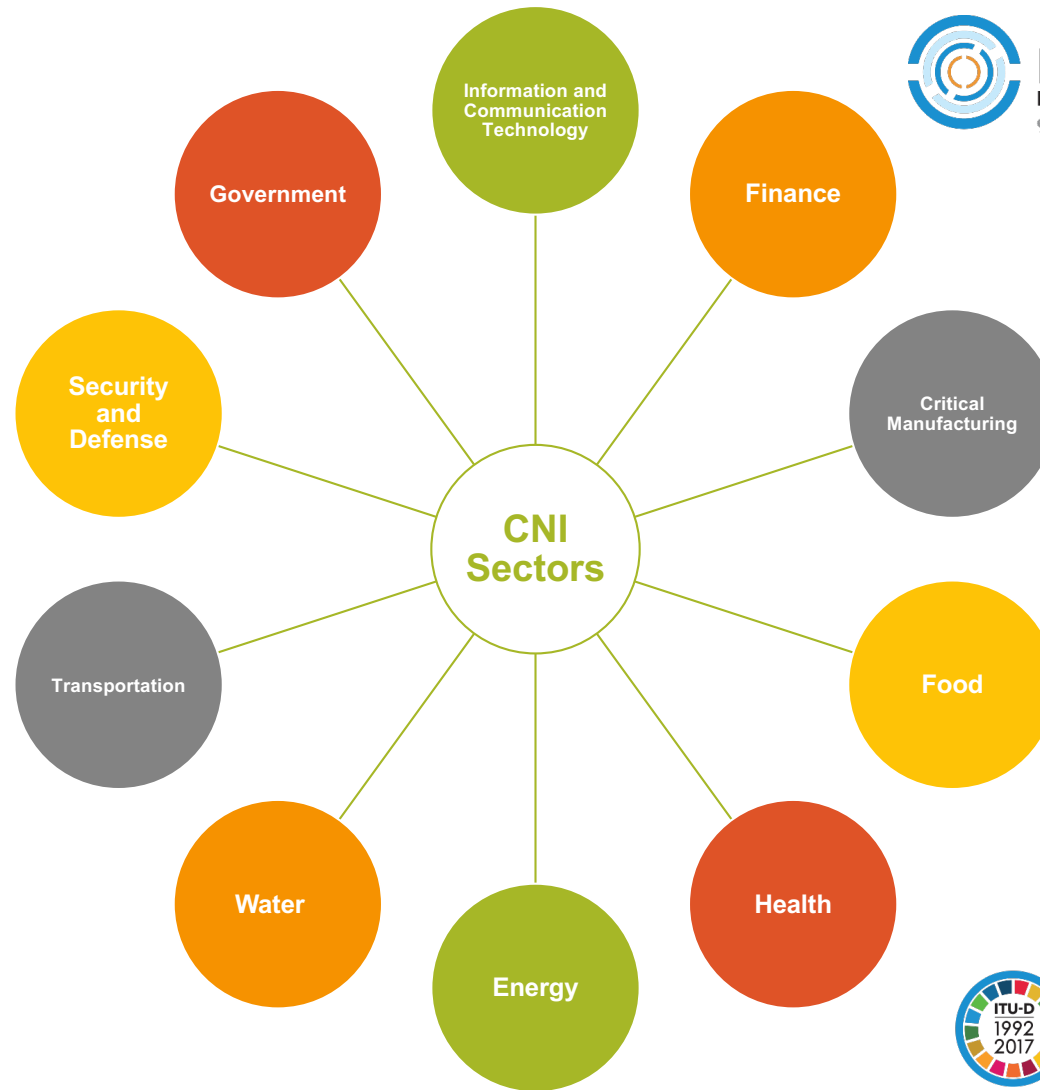 Information and
Communication
Technology
Government
Finance
Security
and
Defense
Critical
Manufacturing
CNI
Sectors
Transportation
Food
Water
Health
Energy
ITU-D
1992
2017